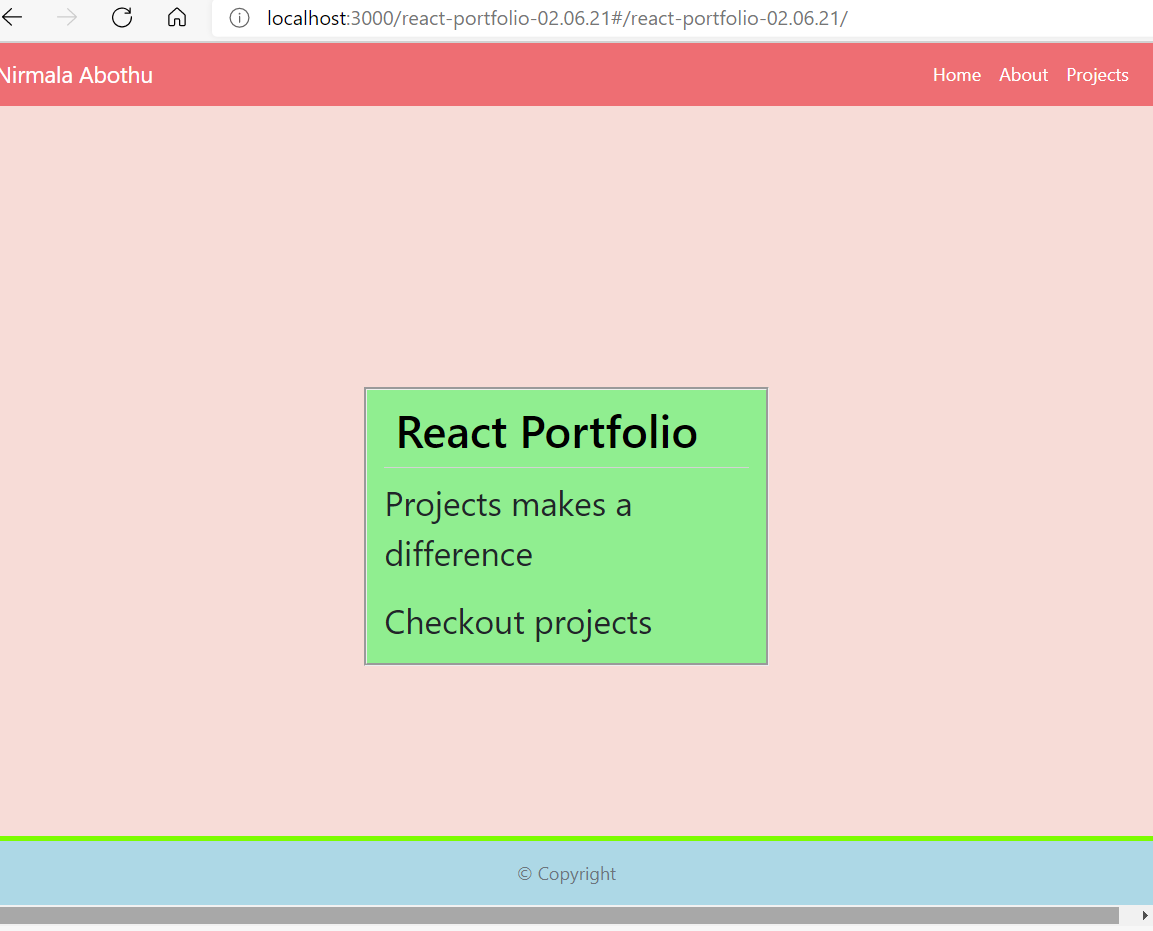 localhost:3000/react-portfolio-02.06.21#/react-portfolio-02.06.21/
Nirmala Abothu
Home About Projects
React Portfolio
Projects makes a
difference
Checkout projects
© Copyright